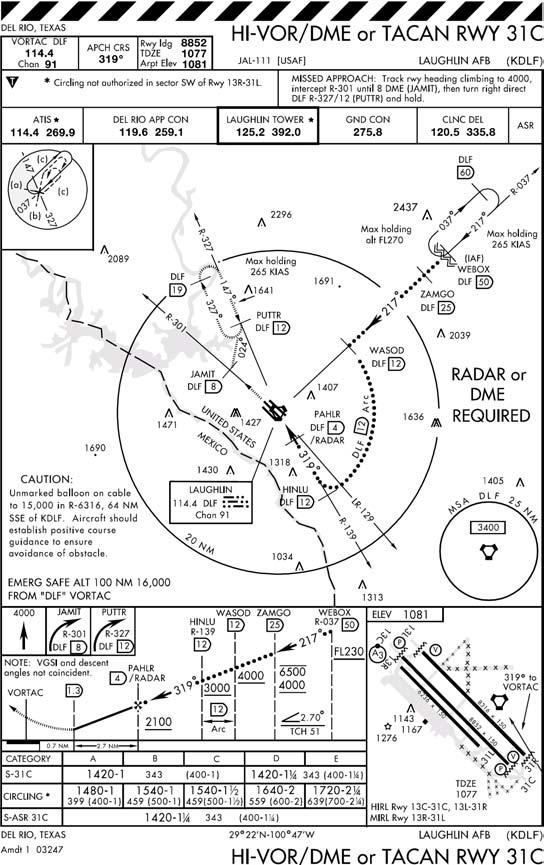 DEL RIO, TEXAS
HI-VOR/DME or TACAN RWY 31C
VORTAC DLF
114.4
Chan 91
APCH CRS
319°
Rwy ldg 8852
TDZE 1077
Arpt Elev 1081
JAL-111 [USAF]
LAUGHLIN AFB (KDLF)
T
* Circling not authorized in sector SW of Rwy 13R-31L.
MISSED APPROACH: Track rwy heading climbing to 4000,
intercept R-301 until 8 DME (JAMIT), then turn right direct
DLF R-327/12 (PUTTR) and hold.
ATIS *
114.4 269.9
DEL RIO APP CON
119.6 259.1
LAUGHLIN TOWER *
125.2 392.0
GND CON
275.8
CLNC DEL
120.5 335.8
ASR
(c)
147
(a)
(c)
037
(b)
327
DLF
60
R-037
037°
217°
2437
Max holding
alt FL270
Max holding
265 KIAS
(IAF)
WEBOX
DLF 50
2296
R-327
2089
Max holding
265 KIAS
1691
DLF
19
147°
327°
1641
217°
ZAMGO
DLF 25
2039
R-301
PUTTR
DLF 12
024°
WASOD
DLF 12
JAMIT
DLF 8
1407
RADAR or
DME
REQUIRED
1471
1427
PAHLR
DLF 4
/RADAR
DLF 12 Arc
1636
UNITED STATES
MEXICO
319°
1690
1430
1318
LAUGHLIN
114.4 DLF
Chan 91
HINLU
DLF 12
LR-129
R-139
1405
MSA DLF 25 NM
3400
CAUTION:
Unmarked balloon on cable
to 15,000 in R-6316, 64 NM
SSE of KDLF. Aircraft should
establish positive course
guidance to ensure
avoidance of obstacle.
20 NM
1034
1313
EMERG SAFE ALT 100 NM 16,000
FROM "DLF" VORTAC
4000
JAMIT
R-301
8
PUTTR
R-327
12
HINLU
R-139
12
WASOD
12
ZAMGO
25
WEBOX
R-037 50
217°
FL230
NOTE: VGSI and descent
angles not coincident.
VORTAC
1.3
PAHLR
4 /RADAR
319°
3000
4000
6500
4000
2100
12
Arc
2.70°
TCH 51
0.7 NM
2.7 NM
ELEV 1081
13L
13C
13R
A5
P
V
319° to
VORTAC
6236 × 150
8852 × 150
8316 × 150
1143
1167
1276
31L
31R
31C
P
V
TDZE
1077
HIRL Rwy 13C-31C, 13L-31R
MIRL Rwy 13R-31L
CATEGORY A B C D E
S-31C 1420-1 343 (400-1) 1420-1¼ 343 (400-1¼)
CIRCLING * 1480-1 1540-1 1540-1½ 1640-2 1720-2¼
399 (400-1) 459 (500-1) 459(500-1½) 559 (600-2) 639(700-2¼)
S-ASR 31C 1420-1¼ 343 (400-1¼)
DEL RIO, TEXAS
29°22'N-100°47'W
LAUGHLIN AFB (KDLF)
Amdt 1 03247
HI-VOR/DME or TACAN RWY 31C